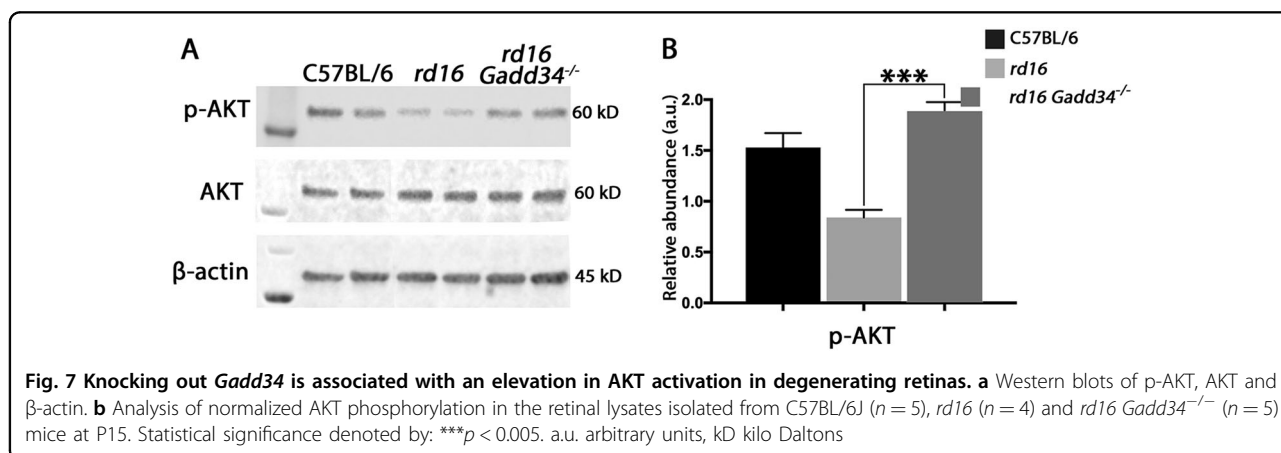 A
C57BL/6 rd16 rd16 Gadd34-/-
p-AKT 60 kD
AKT 60 kD
β-actin 45 kD
B
C57BL/6
rd16
rd16 Gadd34-/-
***
Relative abundance (a.u.)
2.0
1.5
1.0
0.5
0.0
p-AKT
Fig. 7 Knocking out Gadd34 is associated with an elevation in AKT activation in degenerating retinas. a Western blots of p-AKT, AKT and
β-actin. b Analysis of normalized AKT phosphorylation in the retinal lysates isolated from C57BL/6J (n = 5), rd16 (n = 4) and rd16 Gadd34−/− (n = 5)
mice at P15. Statistical significance denoted by: ***p < 0.005. a.u. arbitrary units, kD kilo Daltons